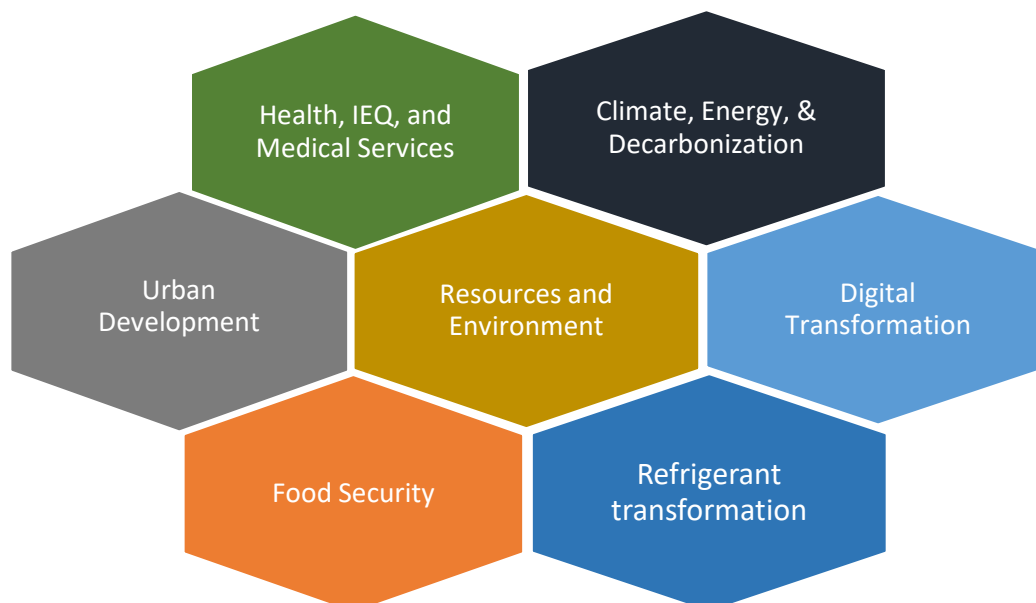 Health, IEQ, and
Medical Services
Climate, Energy, &
Decarbonization
Urban
Development
Resources and
Environment
Digital
Transformation
Food Security
Refrigerant
transformation